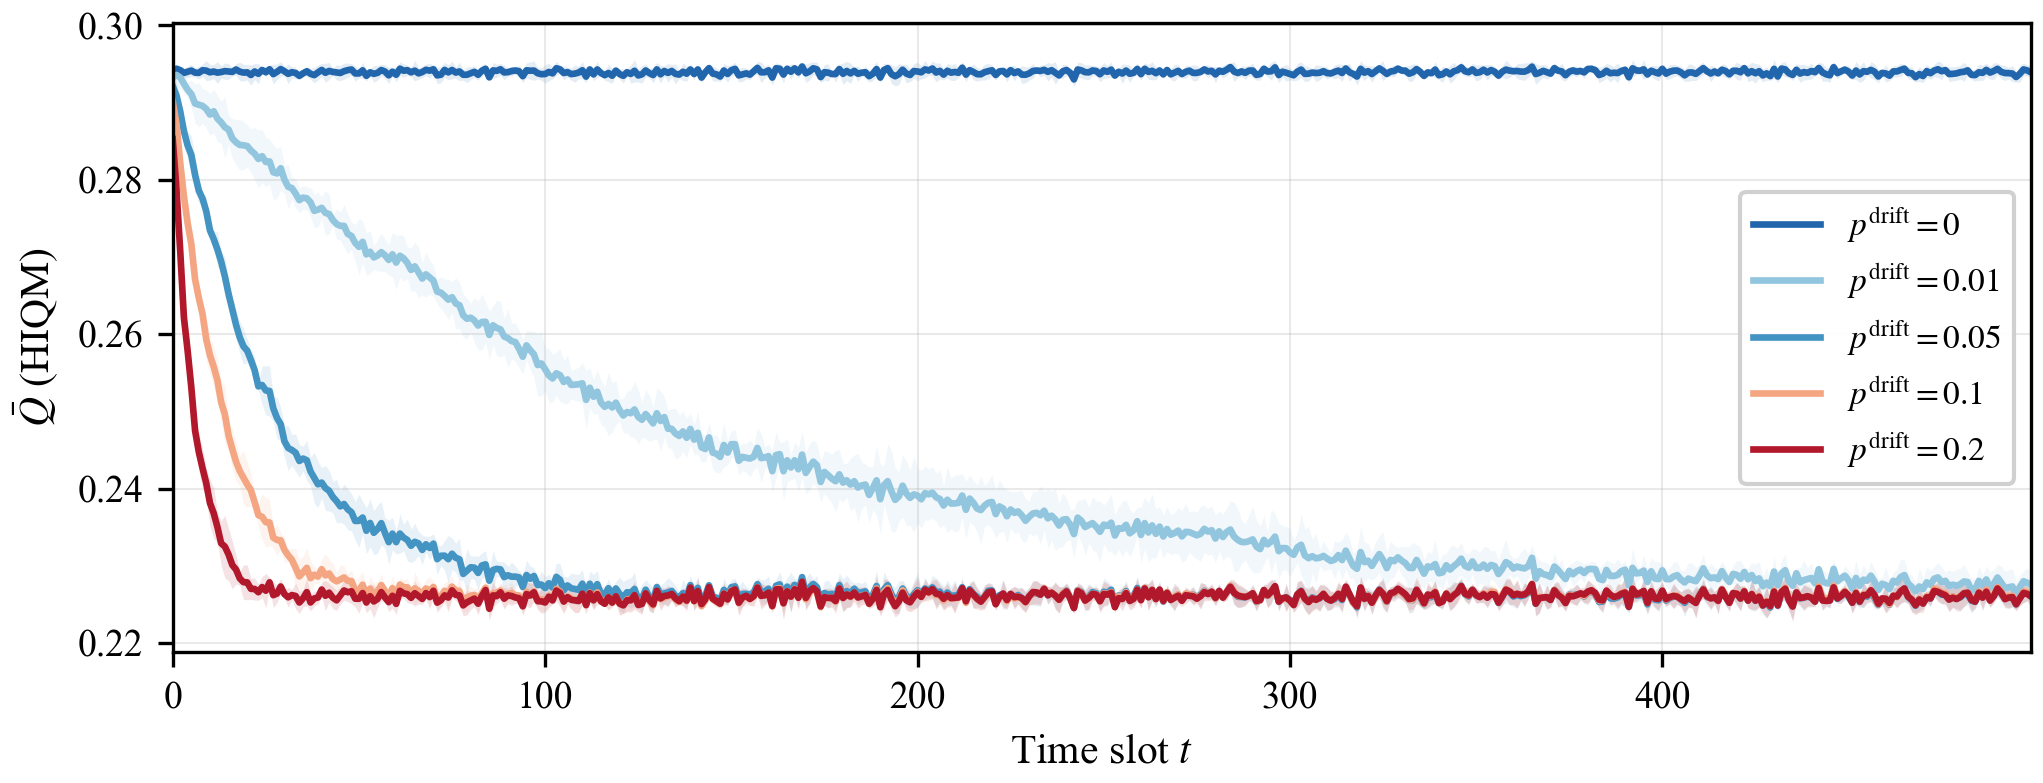 0.30
0.28
0.26
0.24
0.22
Q̄ (HIQM)
0 100 200 300 400
Time slot t
p^drift = 0
p^drift = 0.01
p^drift = 0.05
p^drift = 0.1
p^drift = 0.2